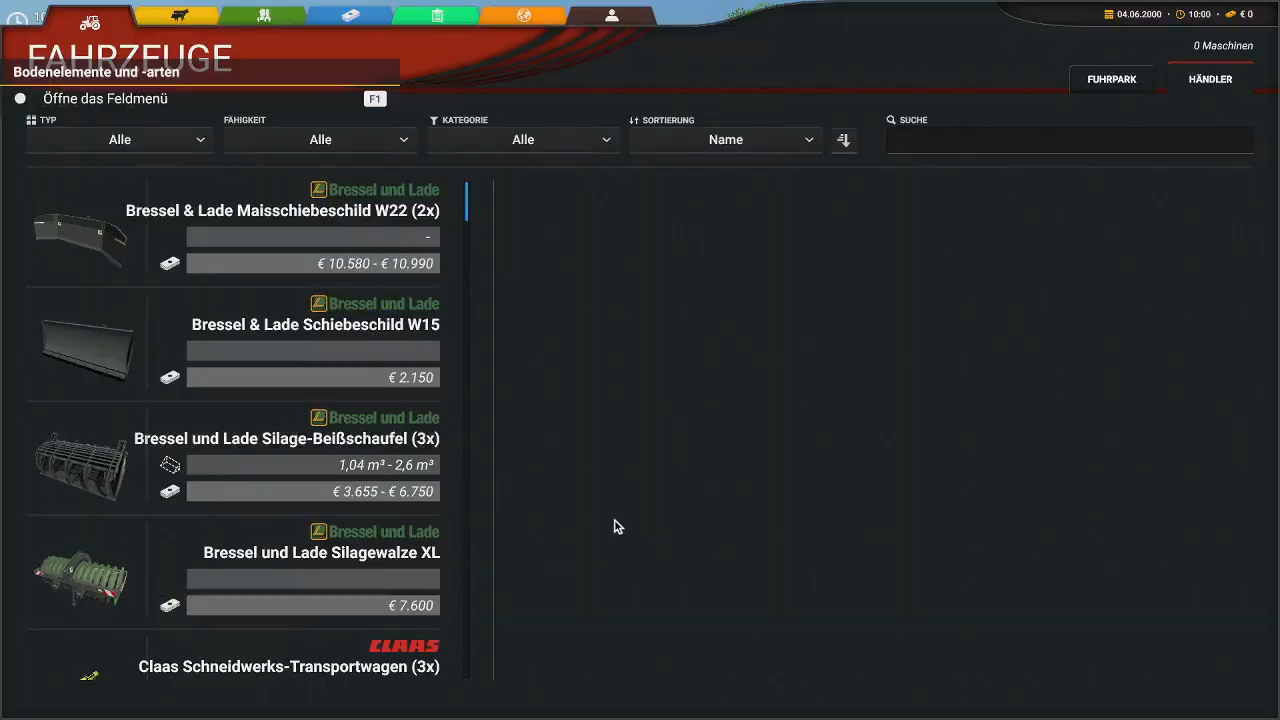 04.06.2000 10:00 € 0
FAHRZEUGE
0 Maschinen
Bodenelemente und -arten
FUHRPARK HÄNDLER
Öffne das Feldmenü F1
TYP FÄHIGKEIT KATEGORIE SORTIERUNG SUCHE
Alle Alle Alle Name
Bressel und Lade
Bressel & Lade Maisschiebeschild W22 (2x)
-
€ 10.580 - € 10.990
Bressel und Lade
Bressel & Lade Schiebeschild W15
€ 2.150
Bressel und Lade
Bressel und Lade Silage-Beißschaufel (3x)
1,04 m³ - 2,6 m³
€ 3.655 - € 6.750
Bressel und Lade
Bressel und Lade Silagewalze XL
€ 7.600
CLAAS
Claas Schneidwerks-Transportwagen (3x)